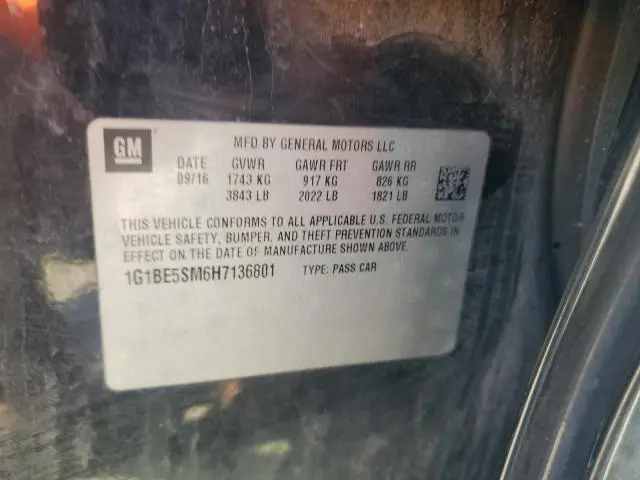 GM
MFD BY GENERAL MOTORS LLC
DATE GVWR GAWR FRT GAWR RR
09/16 1743 KG 917 KG 826 KG
3843 LB 2022 LB 1821 LB
THIS VEHICLE CONFORMS TO ALL APPLICABLE U.S. FEDERAL MOTOR
VEHICLE SAFETY, BUMPER, AND THEFT PREVENTION STANDARDS IN
EFFECT ON THE DATE OF MANUFACTURE SHOWN ABOVE.
1G1BE5SM6H7136801 TYPE: PASS CAR